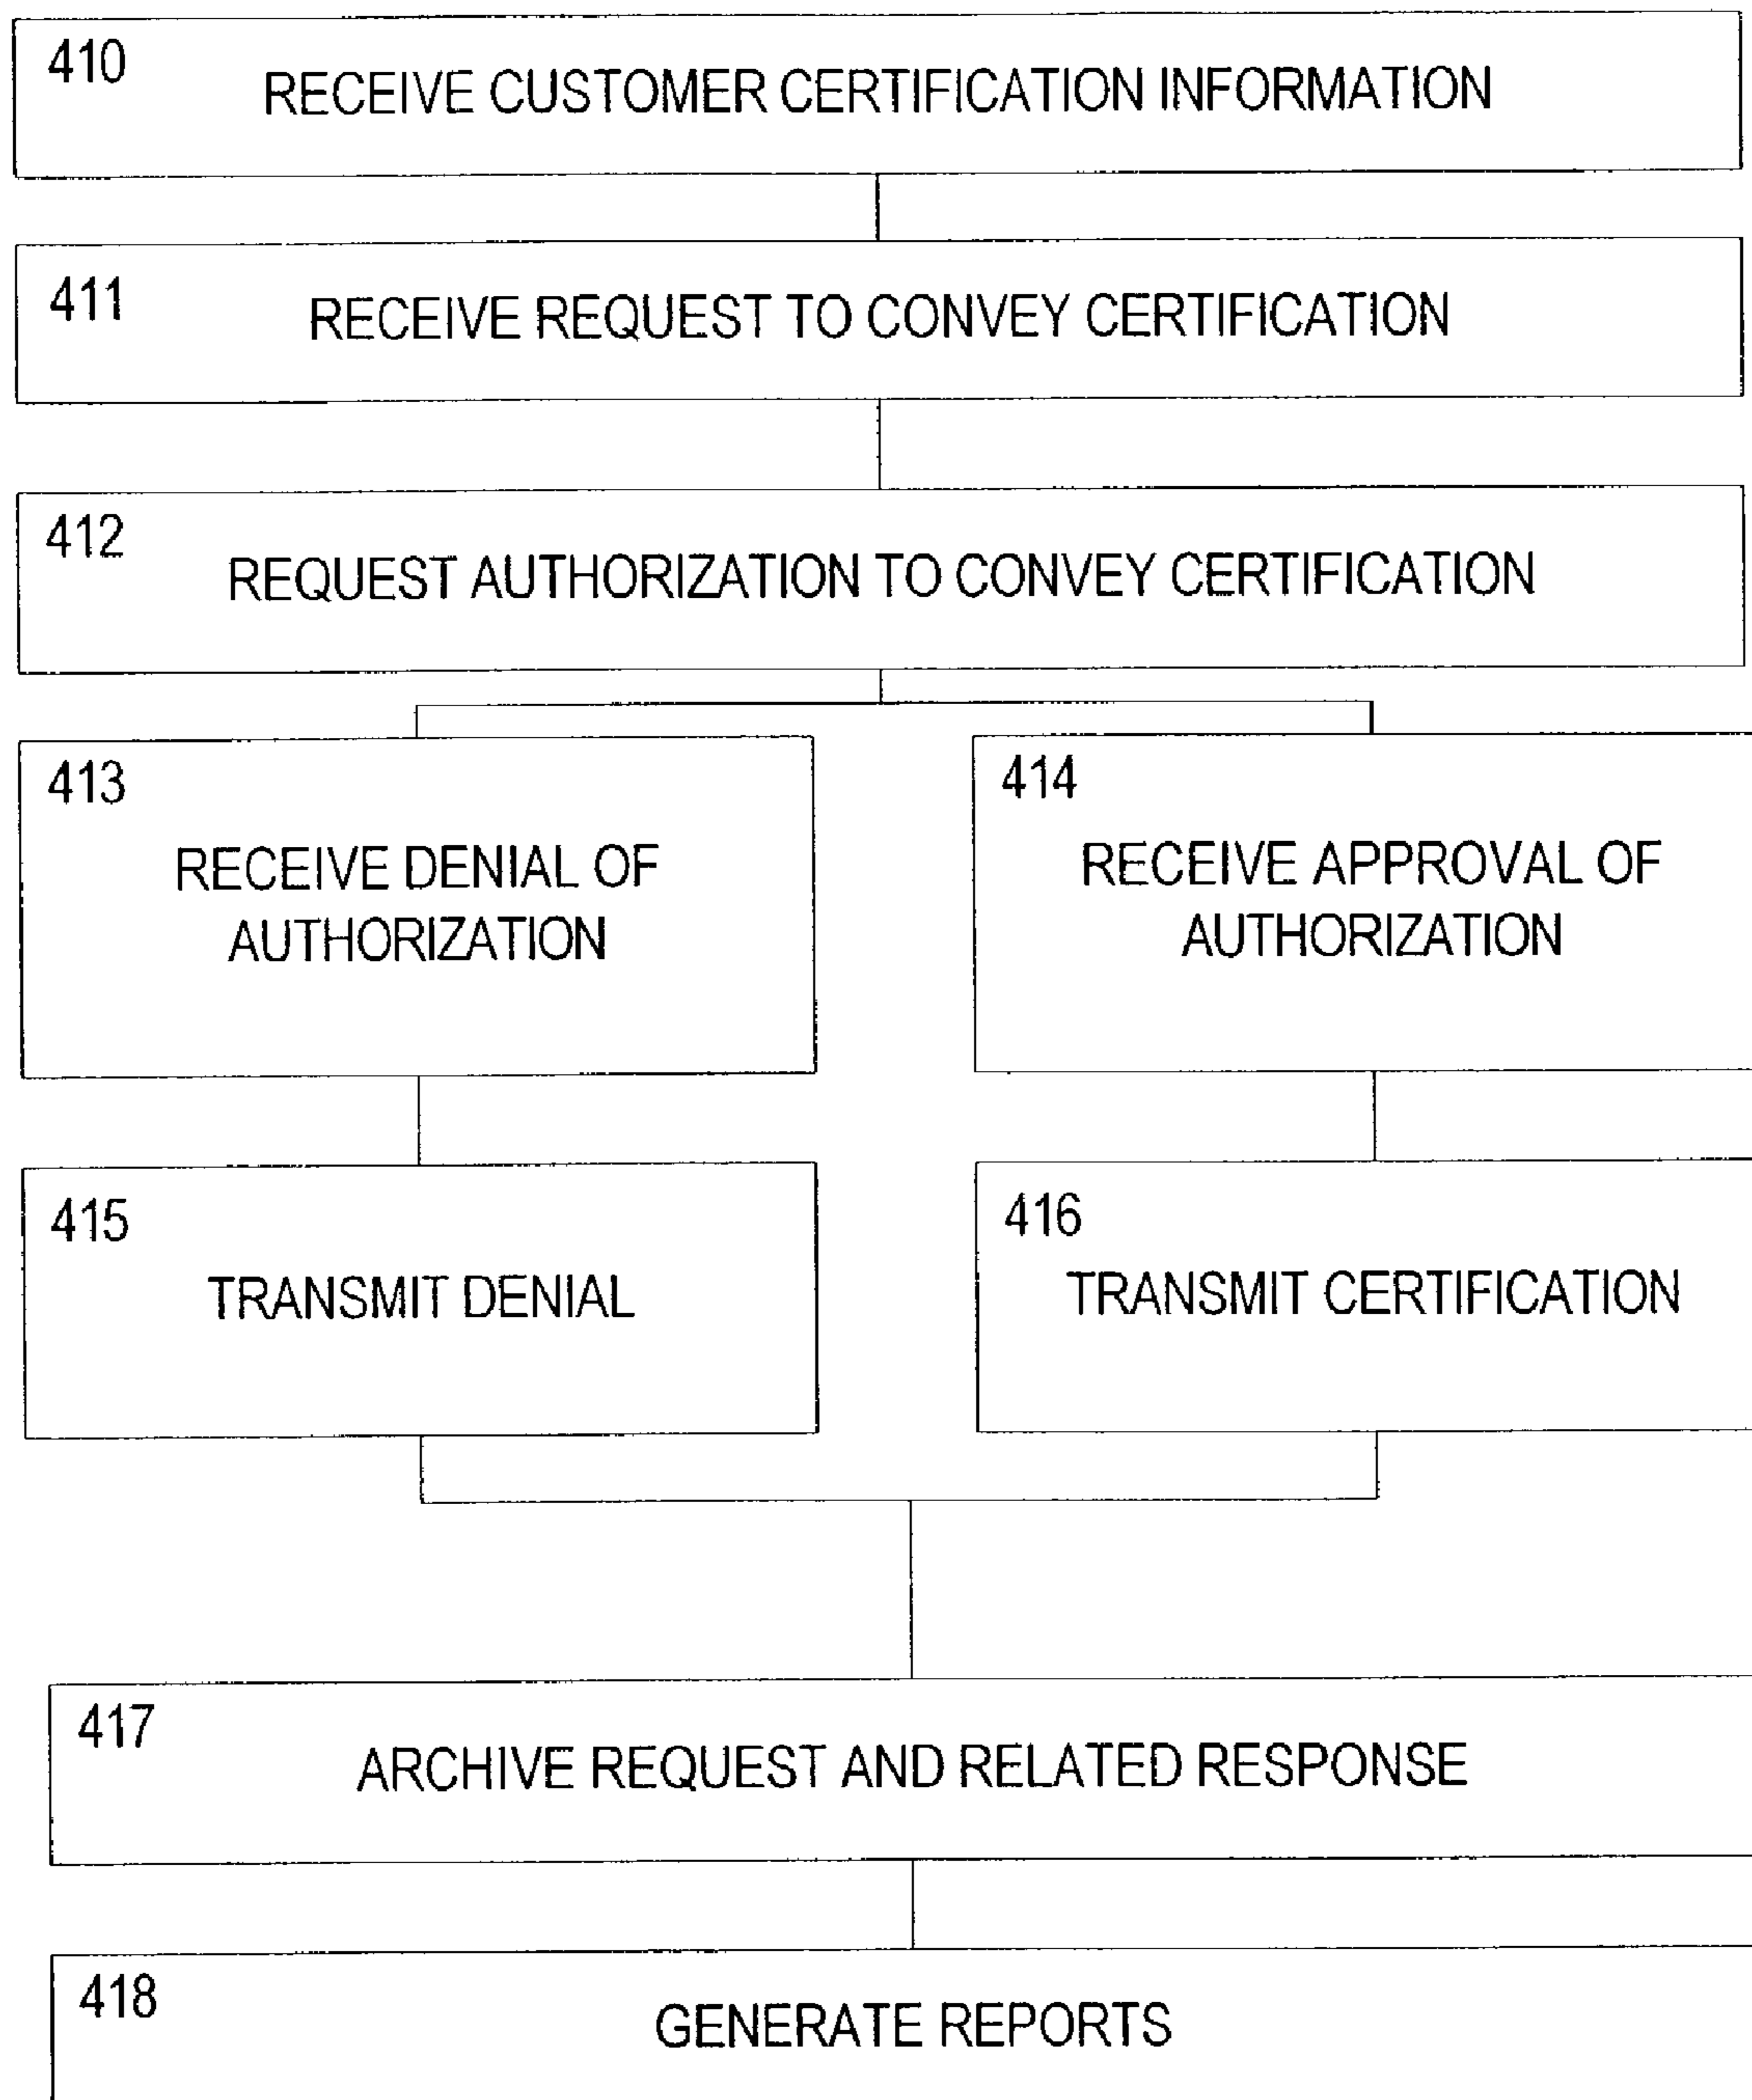 410
RECEIVE CUSTOMER CERTIFICATION INFORMATION
411
RECEIVE REQUEST TO CONVEY CERTIFICATION
412
REQUEST AUTHORIZATION TO CONVEY CERTIFICATION
413
RECEIVE DENIAL OF
AUTHORIZATION
414
RECEIVE APPROVAL OF
AUTHORIZATION
415
TRANSMIT DENIAL
416
TRANSMIT CERTIFICATION
417
ARCHIVE REQUEST AND RELATED RESPONSE
418
GENERATE REPORTS